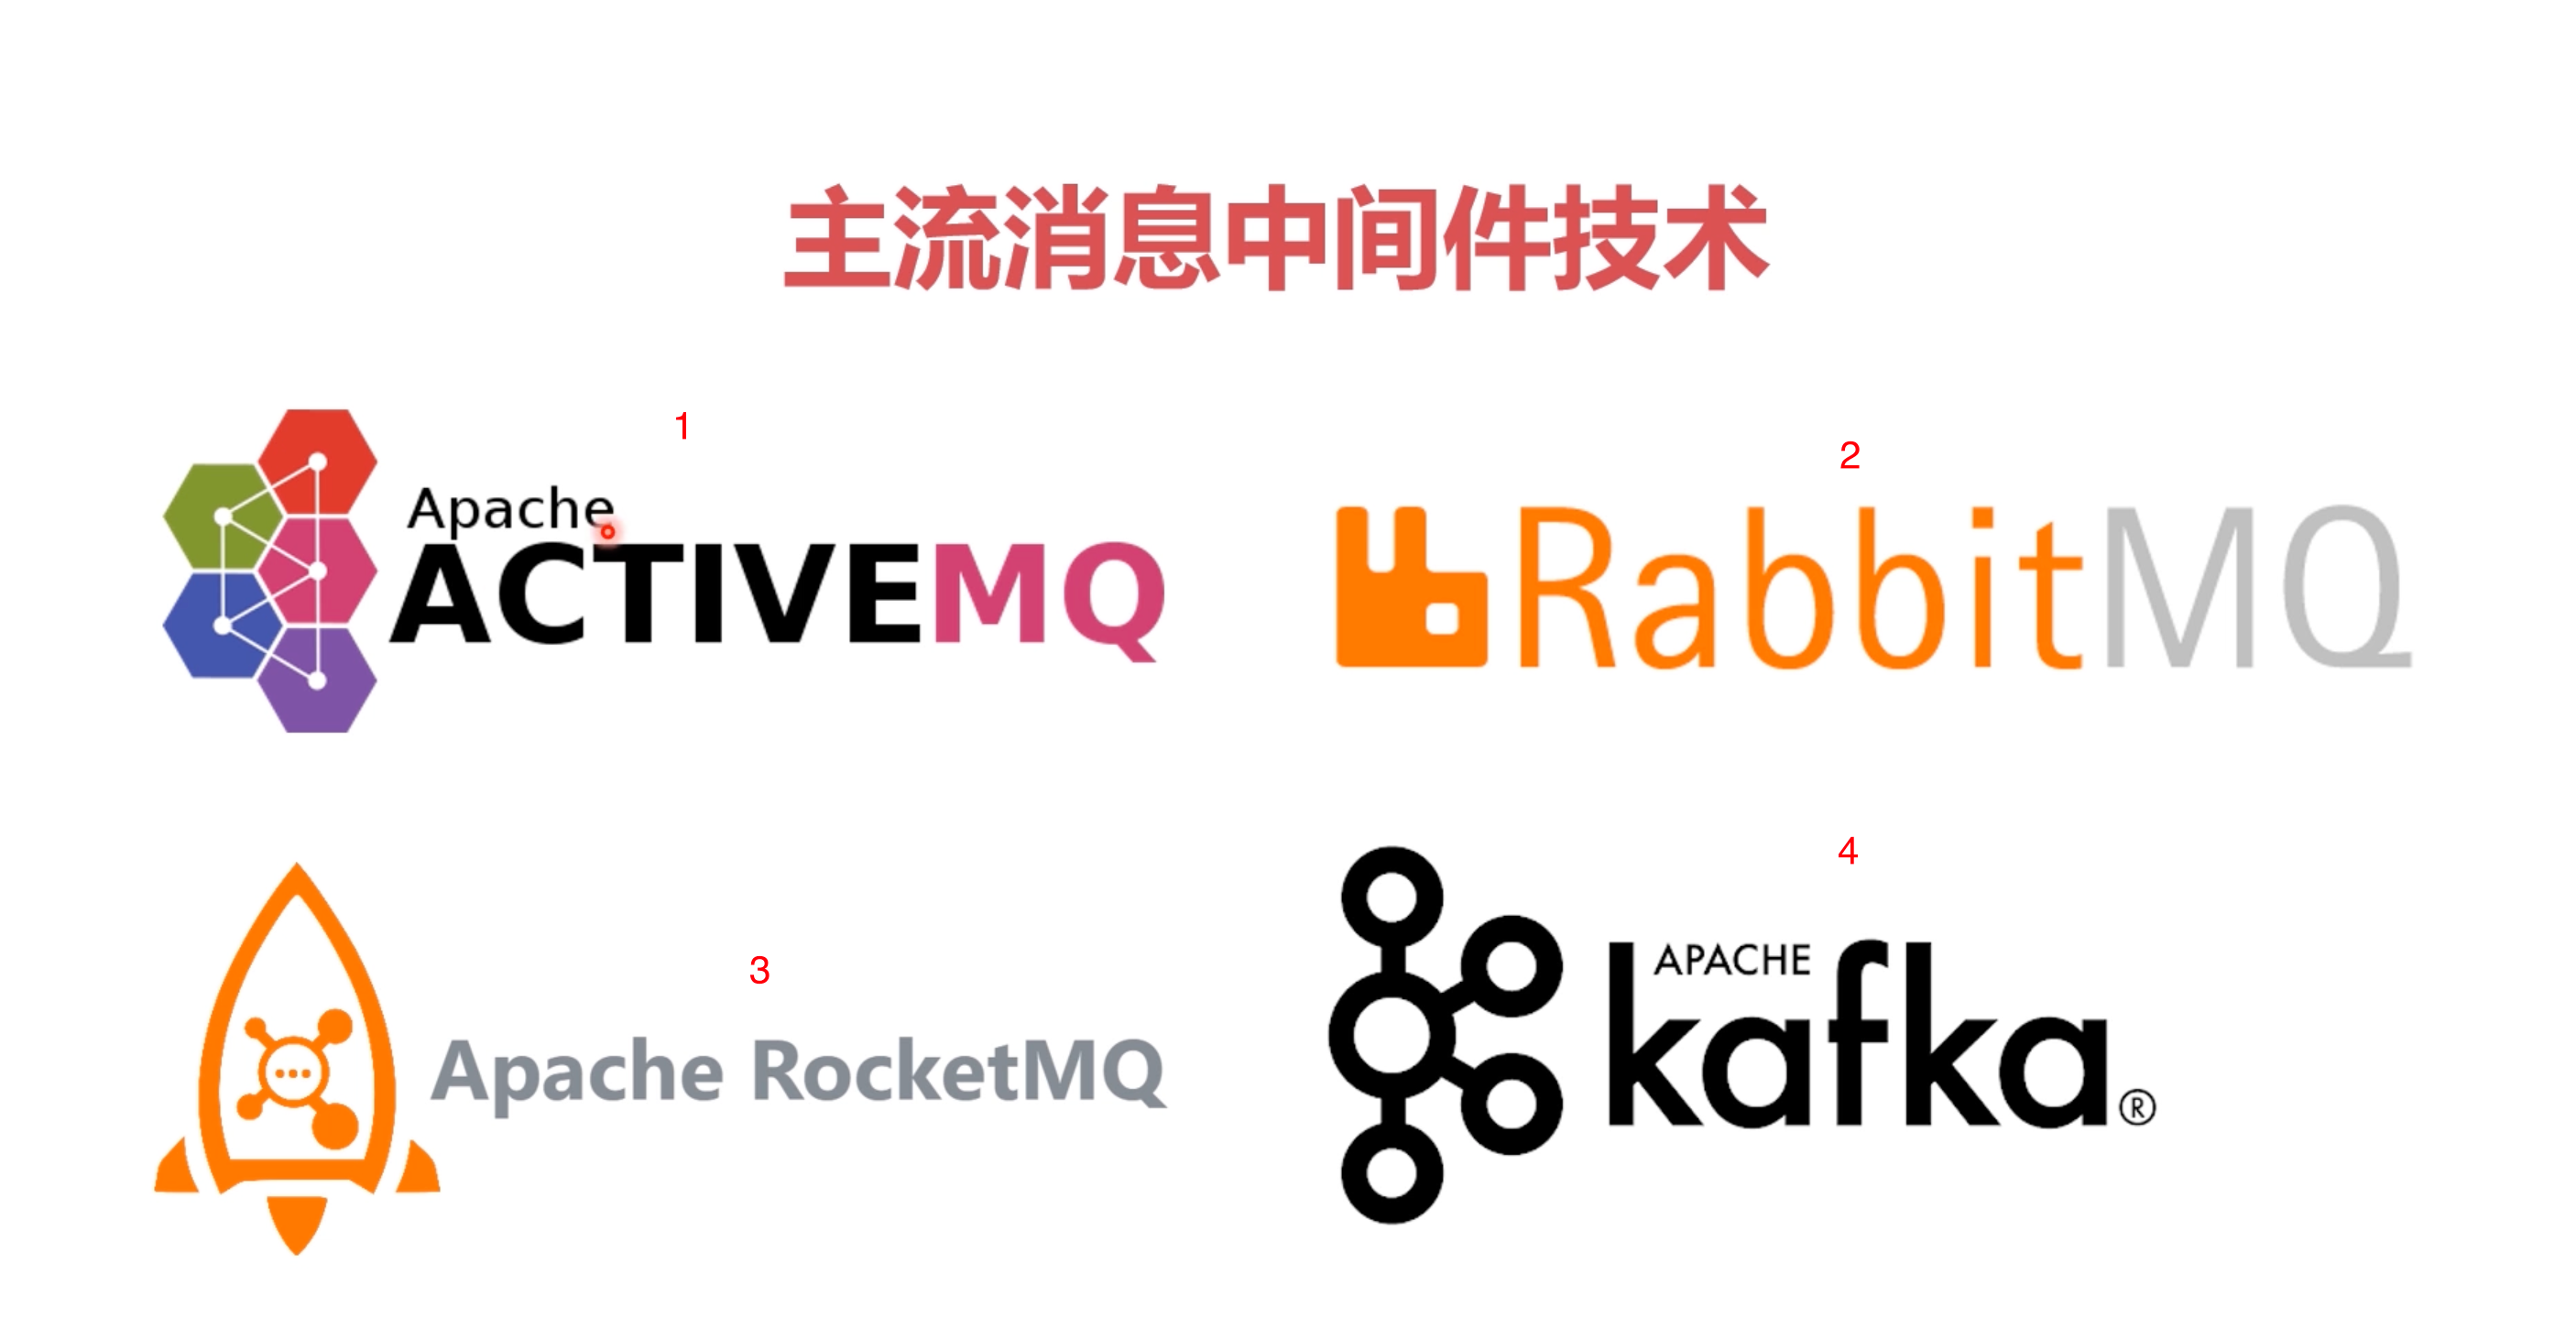 主流消息中间件技术
1
Apache
ACTIVEMQ
2
RabbitMQ
3
Apache RocketMQ
4
APACHE
kafka®